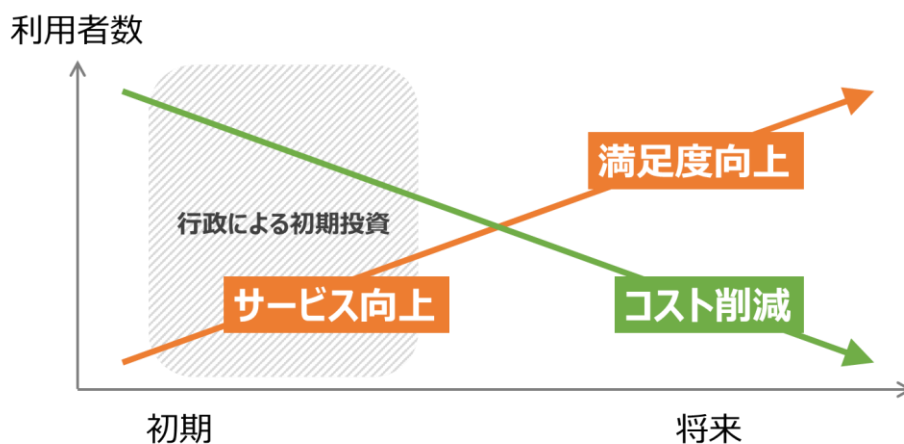 利用者数
満足度向上
行政による初期投資
サービス向上
コスト削減
初期
将来